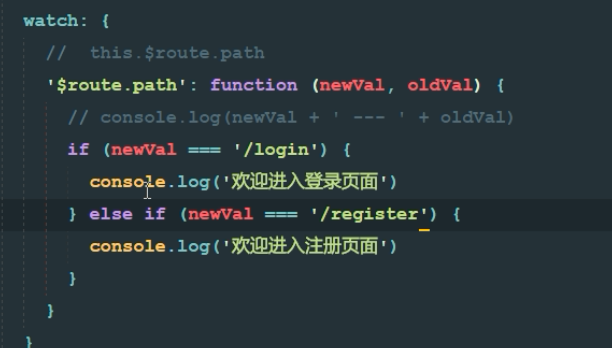 watch: {
//  this.$route.path
'$route.path': function (newVal, oldVal) {
// console.log(newVal + ' --- ' + oldVal)
if (newVal === '/login') {
console.log('欢迎进入登录页面')
} else if (newVal === '/register') {
console.log('欢迎进入注册页面')
}
}
}